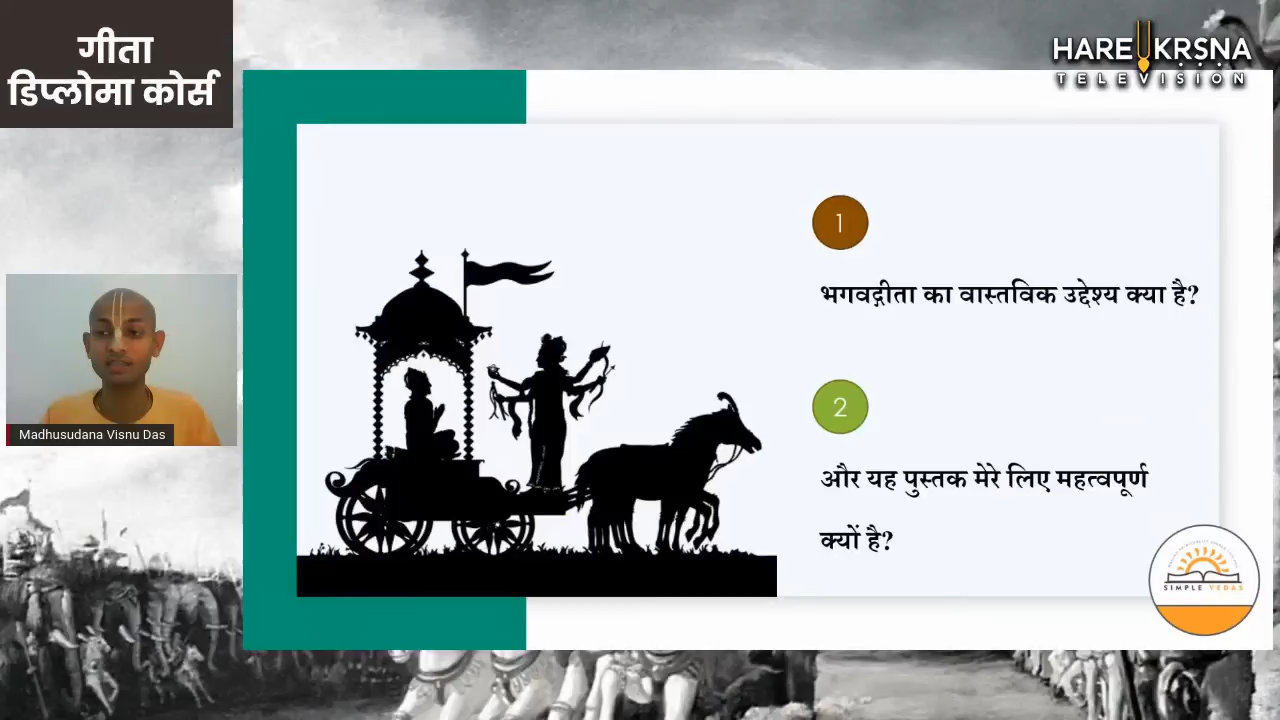 गीता
डिप्लोमा कोर्स
HARE KRSNA
TELEVISION
1
भगवद्गीता का वास्तविक उद्देश्य क्या है?
2
और यह पुस्तक मेरे लिए महत्वपूर्ण
क्यों है?
Madhusudana Visnu Das
SIMPLE VEDAS